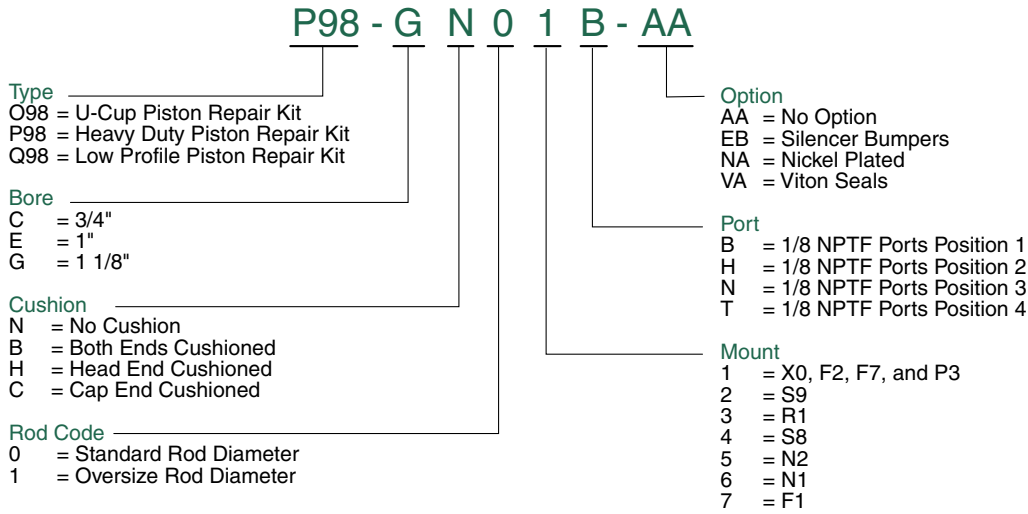 P98 - G N 0 1 B - AA
Type
O98 = U-Cup Piston Repair Kit
P98 = Heavy Duty Piston Repair Kit
Q98 = Low Profile Piston Repair Kit
Bore
C = 3/4"
E = 1"
G = 1 1/8"
Cushion
N = No Cushion
B = Both Ends Cushioned
H = Head End Cushioned
C = Cap End Cushioned
Rod Code
0 = Standard Rod Diameter
1 = Oversize Rod Diameter
Option
AA = No Option
EB = Silencer Bumpers
NA = Nickel Plated
VA = Viton Seals
Port
B = 1/8 NPTF Ports Position 1
H = 1/8 NPTF Ports Position 2
N = 1/8 NPTF Ports Position 3
T = 1/8 NPTF Ports Position 4
Mount
1 = X0, F2, F7, and P3
2 = S9
3 = R1
4 = S8
5 = N2
6 = N1
7 = F1